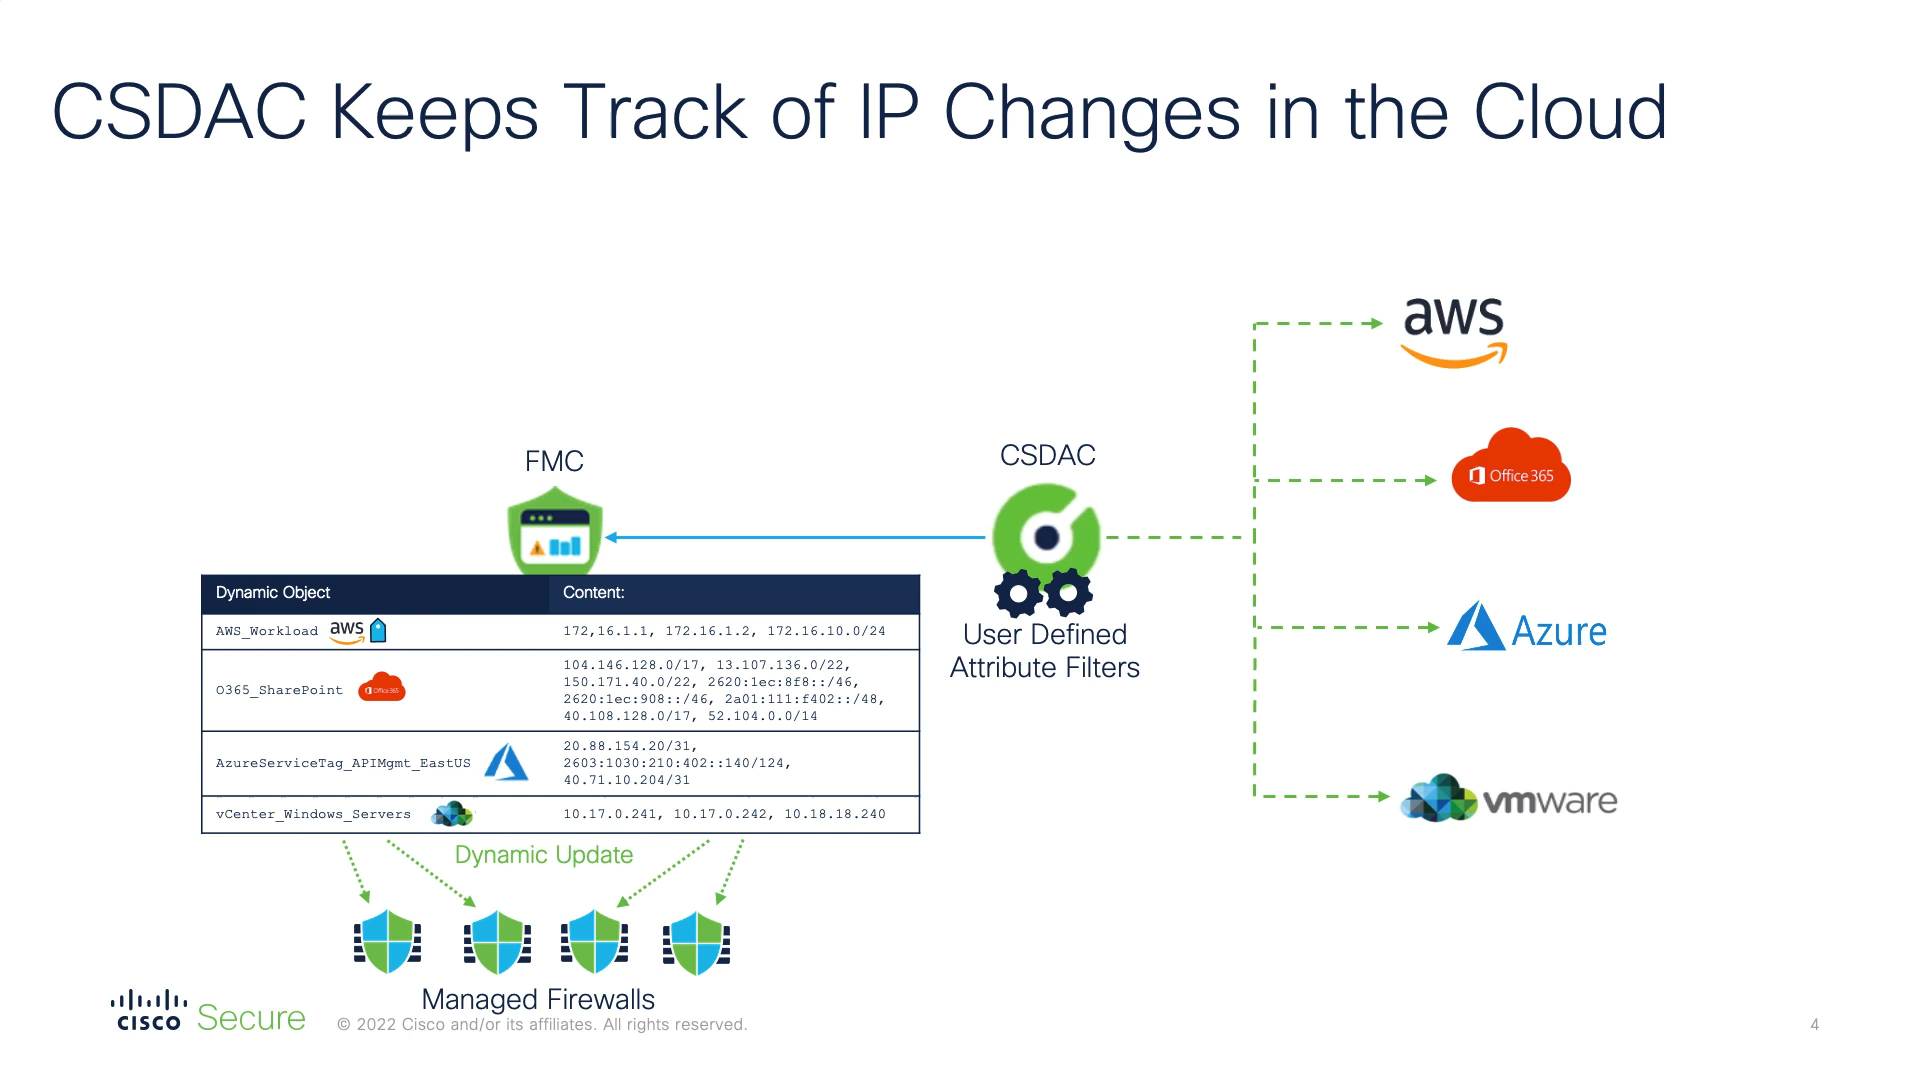 CSDAC Keeps Track of IP Changes in the Cloud
aws
Office 365
Azure
vmware
FMC
CSDAC
User Defined
Attribute Filters
Dynamic Object Content:
AWS_Workload aws 172,16.1.1, 172.16.1.2, 172.16.10.0/24
O365_SharePoint Office 365
104.146.128.0/17, 13.107.136.0/22,
150.171.40.0/22, 2620:1ec:8f8::/46,
2620:1ec:908::/46, 2a01:111:f402::/48,
40.108.128.0/17, 52.104.0.0/14
AzureServiceTag_APIMgmt_EastUS
20.88.154.20/31,
2603:1030:210:402::140/124,
40.71.10.204/31
vCenter_Windows_Servers 10.17.0.241, 10.17.0.242, 10.18.18.240
Dynamic Update
Managed Firewalls
cisco Secure
© 2022 Cisco and/or its affiliates. All rights reserved.
4